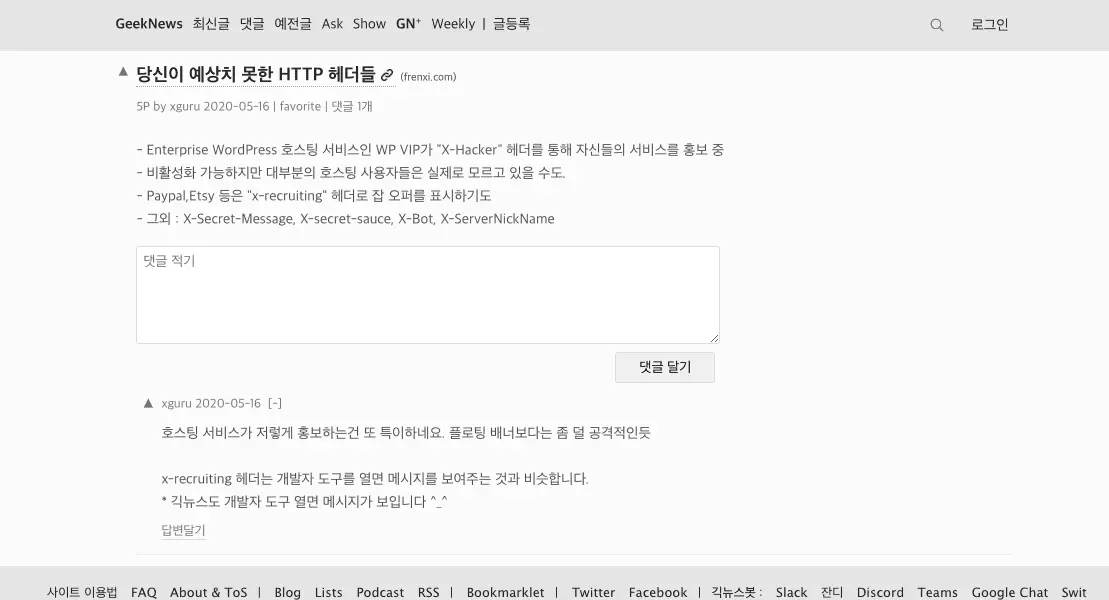 GeekNews 최신글 댓글 예전글 Ask Show GN⁺ Weekly | 글등록 로그인
▲ 당신이 예상치 못한 HTTP 헤더들 (frenxi.com)
5P by xguru 2020-05-16 | favorite | 댓글 1개
- Enterprise WordPress 호스팅 서비스인 WP VIP가 "X-Hacker" 헤더를 통해 자신들의 서비스를 홍보 중
- 비활성화 가능하지만 대부분의 호스팅 사용자들은 실제로 모르고 있을 수도.
- Paypal,Etsy 등은 "x-recruiting" 헤더로 잡 오퍼를 표시하기도
- 그외 : X-Secret-Message, X-secret-sauce, X-Bot, X-ServerNickName
댓글 적기
댓글 달기
▲ xguru 2020-05-16 [-]
호스팅 서비스가 저렇게 홍보하는건 또 특이하네요. 플로팅 배너보다는 좀 덜 공격적인듯
x-recruiting 헤더는 개발자 도구를 열면 메시지를 보여주는 것과 비슷합니다.
* 긱뉴스도 개발자 도구 열면 메시지가 보입니다 ^_^
답변달기
사이트 이용법 FAQ About & ToS | Blog Lists Podcast RSS | Bookmarklet | Twitter Facebook | 긱뉴스봇 : Slack 잔디 Discord Teams Google Chat Swit